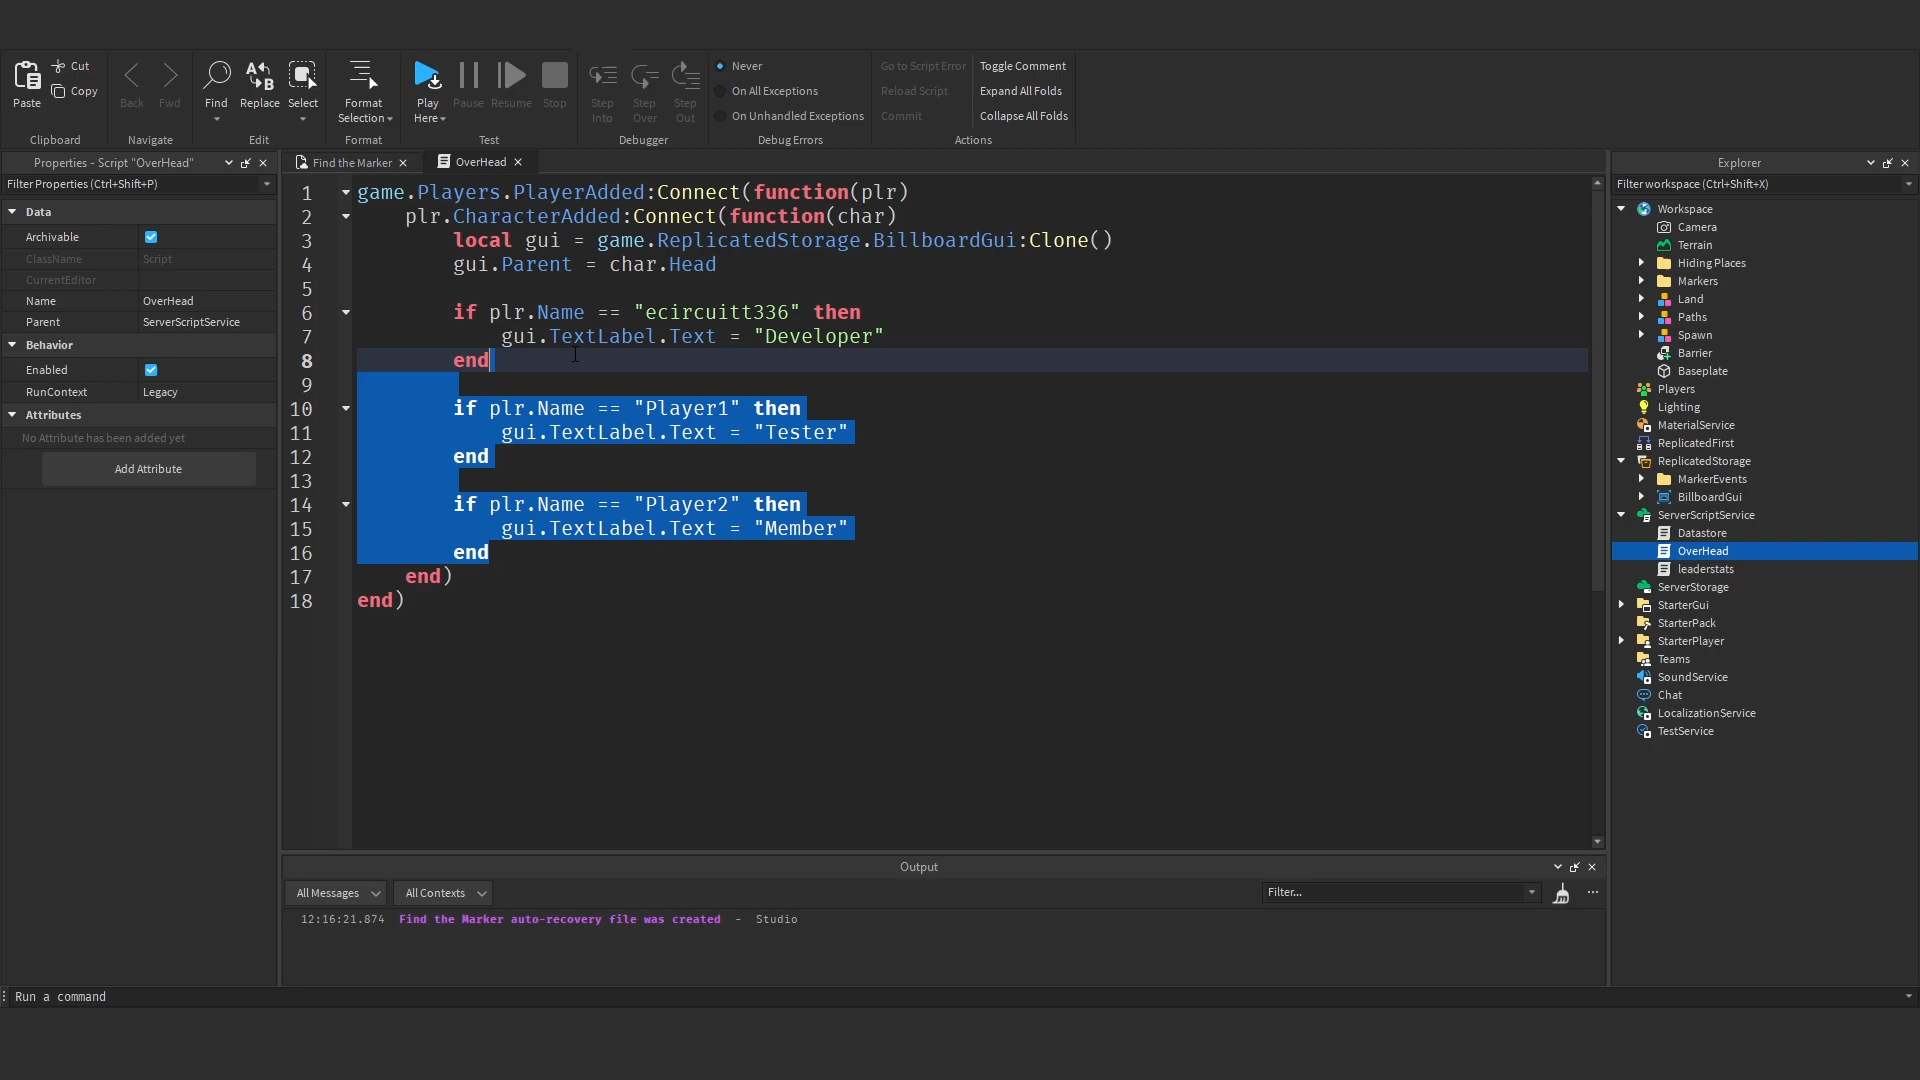 Paste
Cut
Copy
Clipboard
Back
Fwd
Navigate
Find
Replace
Select
Edit
Format
Selection
Format
Play
Here
Pause
Resume
Stop
Test
Step
Into
Step
Over
Step
Out
Debugger
Never
On All Exceptions
On Unhandled Exceptions
Debug Errors
Go to Script Error
Reload Script
Commit
Toggle Comment
Expand All Folds
Collapse All Folds
Actions
Properties - Script "OverHead"
Filter Properties (Ctrl+Shift+P)
Data
Archivable
ClassName Script
CurrentEditor
Name OverHead
Parent ServerScriptService
Behavior
Enabled
RunContext Legacy
Attributes
No Attribute has been added yet
Add Attribute
Find the Marker
OverHead
1 game.Players.PlayerAdded:Connect(function(plr)
2 plr.CharacterAdded:Connect(function(char)
3 local gui = game.ReplicatedStorage.BillboardGui:Clone()
4 gui.Parent = char.Head
5
6 if plr.Name == "ecircuitt336" then
7 gui.TextLabel.Text = "Developer"
8 end
9
10 if plr.Name == "Player1" then
11 gui.TextLabel.Text = "Tester"
12 end
13
14 if plr.Name == "Player2" then
15 gui.TextLabel.Text = "Member"
16 end
17 end)
18 end)
Output
All Messages
All Contexts
Filter...
12:16:21.874 Find the Marker auto-recovery file was created - Studio
Run a command
Explorer
Filter workspace (Ctrl+Shift+X)
Workspace
Camera
Terrain
Hiding Places
Markers
Land
Paths
Spawn
Barrier
Baseplate
Players
Lighting
MaterialService
ReplicatedFirst
ReplicatedStorage
MarkerEvents
BillboardGui
ServerScriptService
Datastore
OverHead
leaderstats
ServerStorage
StarterGui
StarterPack
StarterPlayer
Teams
SoundService
Chat
LocalizationService
TestService